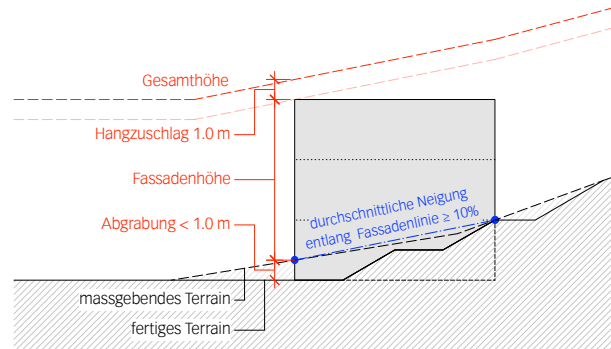 Gesamthöhe
Hangzuschlag 1.0 m
Fassadenhöhe
Abgrabung < 1.0 m
durchschnittliche Neigung
entlang Fassadenlinie ≥ 10%
massgebendes Terrain
fertiges Terrain